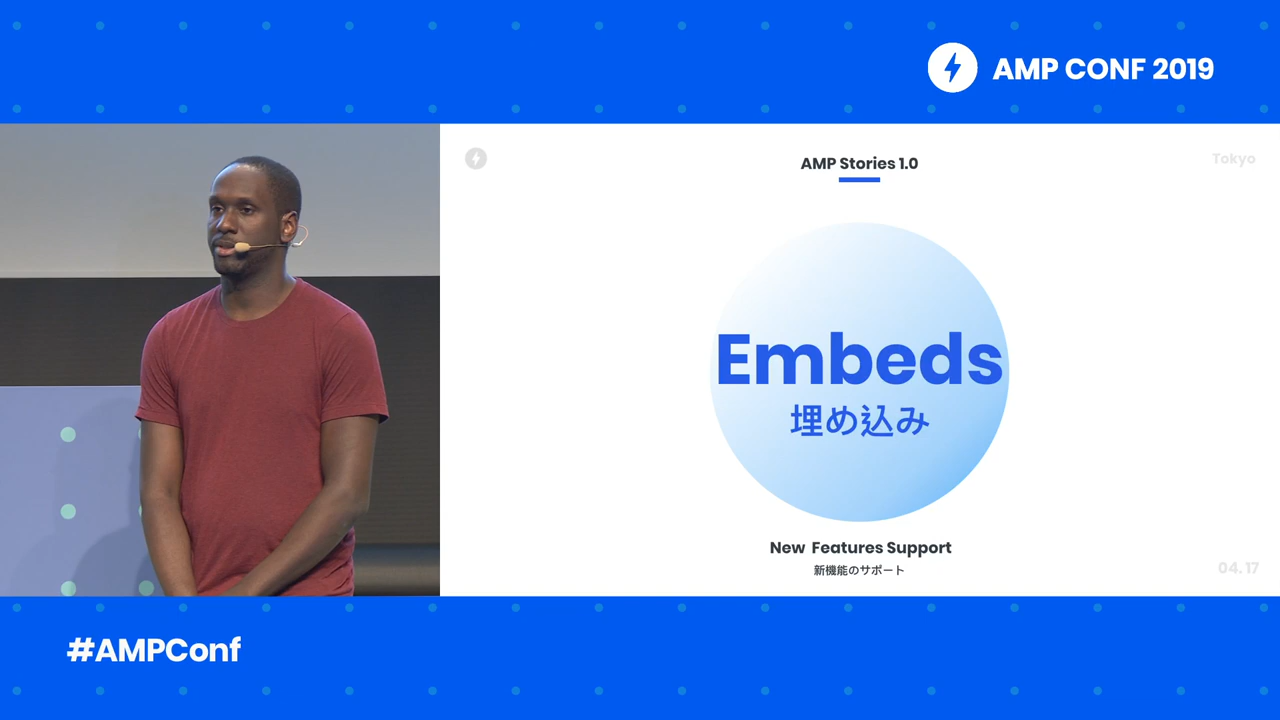 AMP CONF 2019
AMP Stories 1.0
Tokyo
Embeds
埋め込み
New Features Support
新機能のサポート
04. 17
#AMPConf